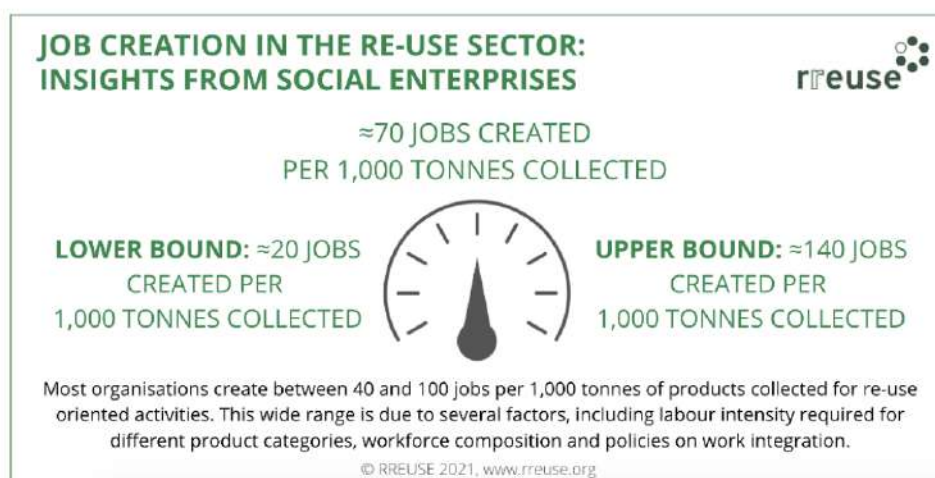 JOB CREATION IN THE RE-USE SECTOR:
INSIGHTS FROM SOCIAL ENTERPRISES
rreuse
≈70 JOBS CREATED
PER 1,000 TONNES COLLECTED
LOWER BOUND: ≈20 JOBS
CREATED PER
1,000 TONNES COLLECTED
UPPER BOUND: ≈140 JOBS
CREATED PER
1,000 TONNES COLLECTED
Most organisations create between 40 and 100 jobs per 1,000 tonnes of products collected for re-use
oriented activities. This wide range is due to several factors, including labour intensity required for
different product categories, workforce composition and policies on work integration.
© RREUSE 2021, www.rreuse.org